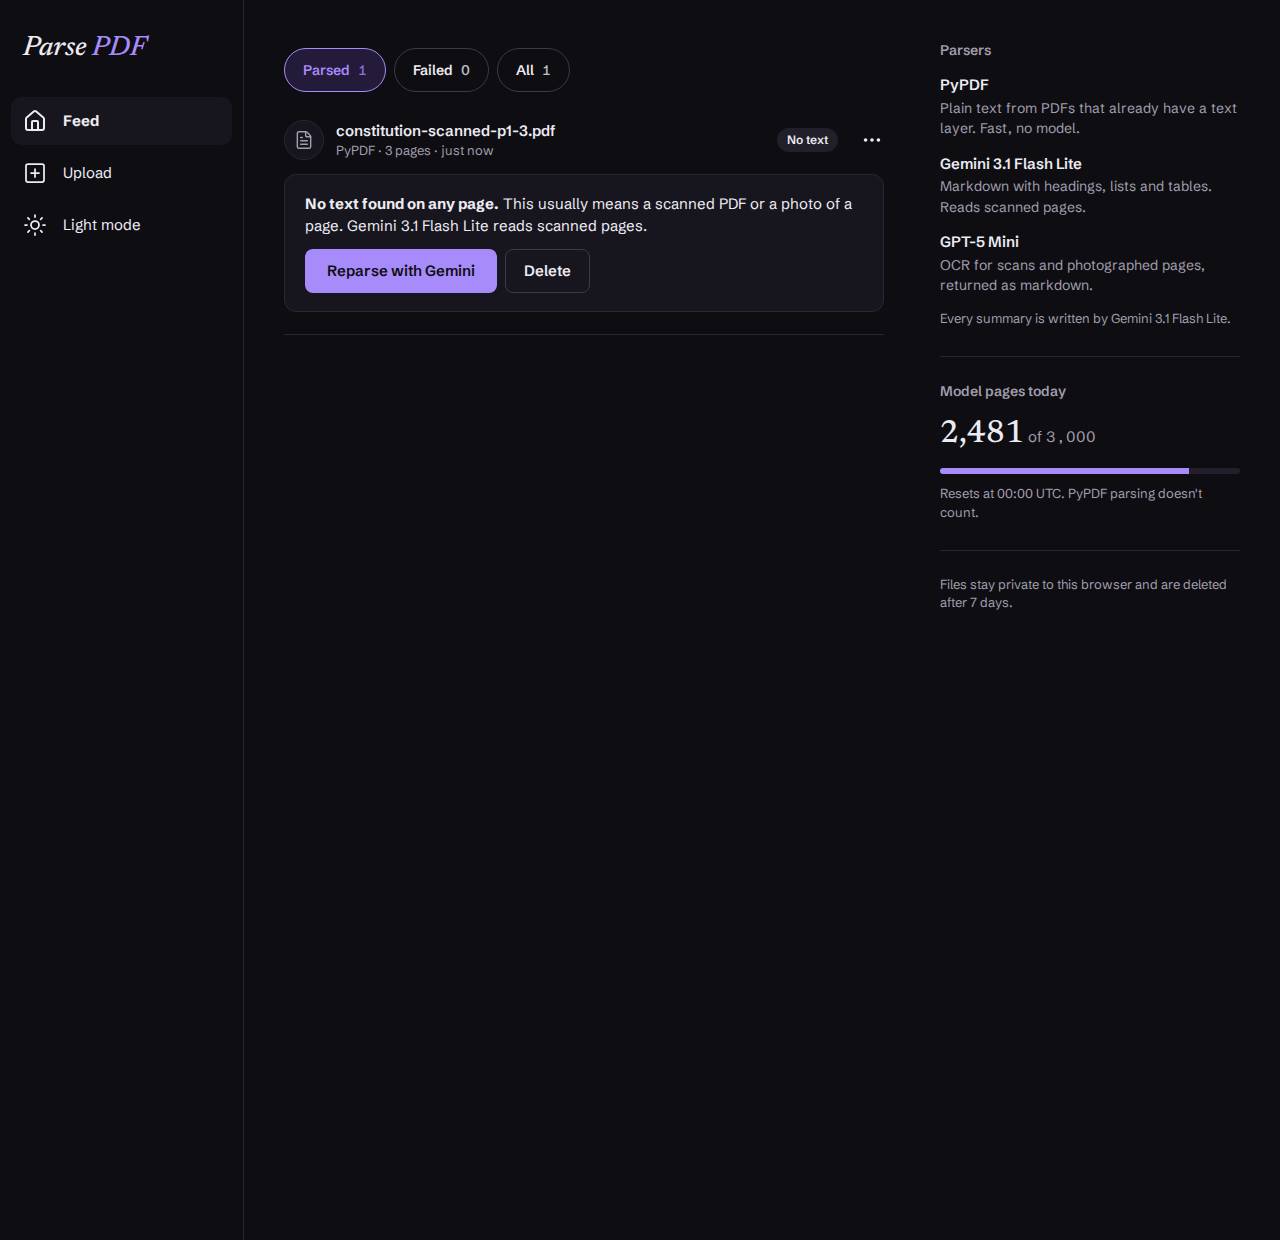 Parse PDF
Feed
Upload
Light mode
Parsed 1
Failed 0
All 1
constitution-scanned-p1-3.pdf
PyPDF · 3 pages · just now
No text
No text found on any page. This usually means a scanned PDF or a photo of a
page. Gemini 3.1 Flash Lite reads scanned pages.
Reparse with Gemini
Delete
Parsers
PyPDF
Plain text from PDFs that already have a text
layer. Fast, no model.
Gemini 3.1 Flash Lite
Markdown with headings, lists and tables.
Reads scanned pages.
GPT-5 Mini
OCR for scans and photographed pages,
returned as markdown.
Every summary is written by Gemini 3.1 Flash Lite.
Model pages today
2,481 of 3,000
Resets at 00:00 UTC. PyPDF parsing doesn't
count.
Files stay private to this browser and are deleted
after 7 days.